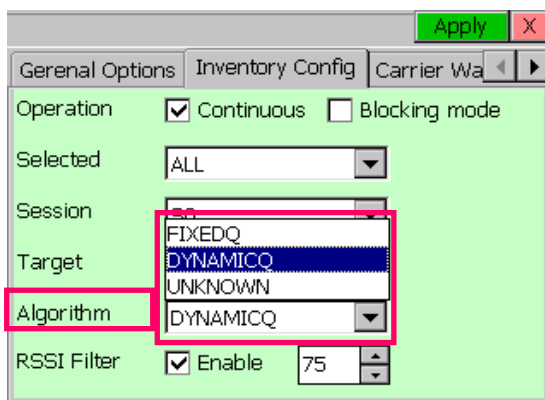 Apply X
Gerenal Options Inventory Config Carrier Wa
Operation Continuous Blocking mode
Selected ALL
Session
FIXEDQ
Target DYNAMICQ
UNKNOWN
Algorithm DYNAMICQ
RSSI Filter Enable 75